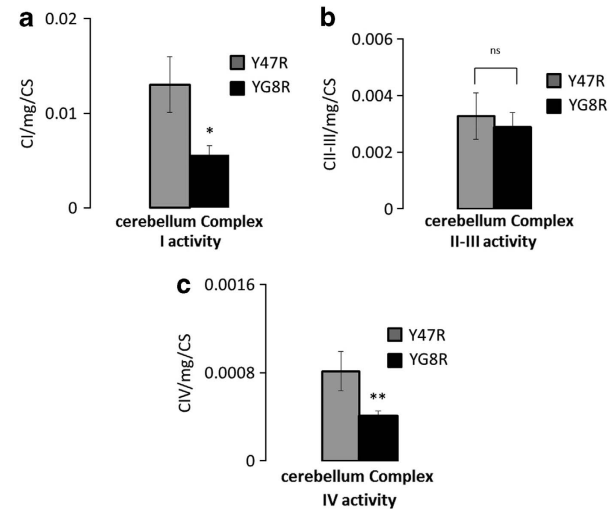 a
0.02
0.01
0
CI/mg/CS
Y47R
YG8R
*
cerebellum Complex
I activity
b
0.006
0.004
0.002
0
CII-III/mg/CS
ns
Y47R
YG8R
cerebellum Complex
II-III activity
c
0.0016
0.0008
0
CIV/mg/CS
Y47R
YG8R
**
cerebellum Complex
IV activity